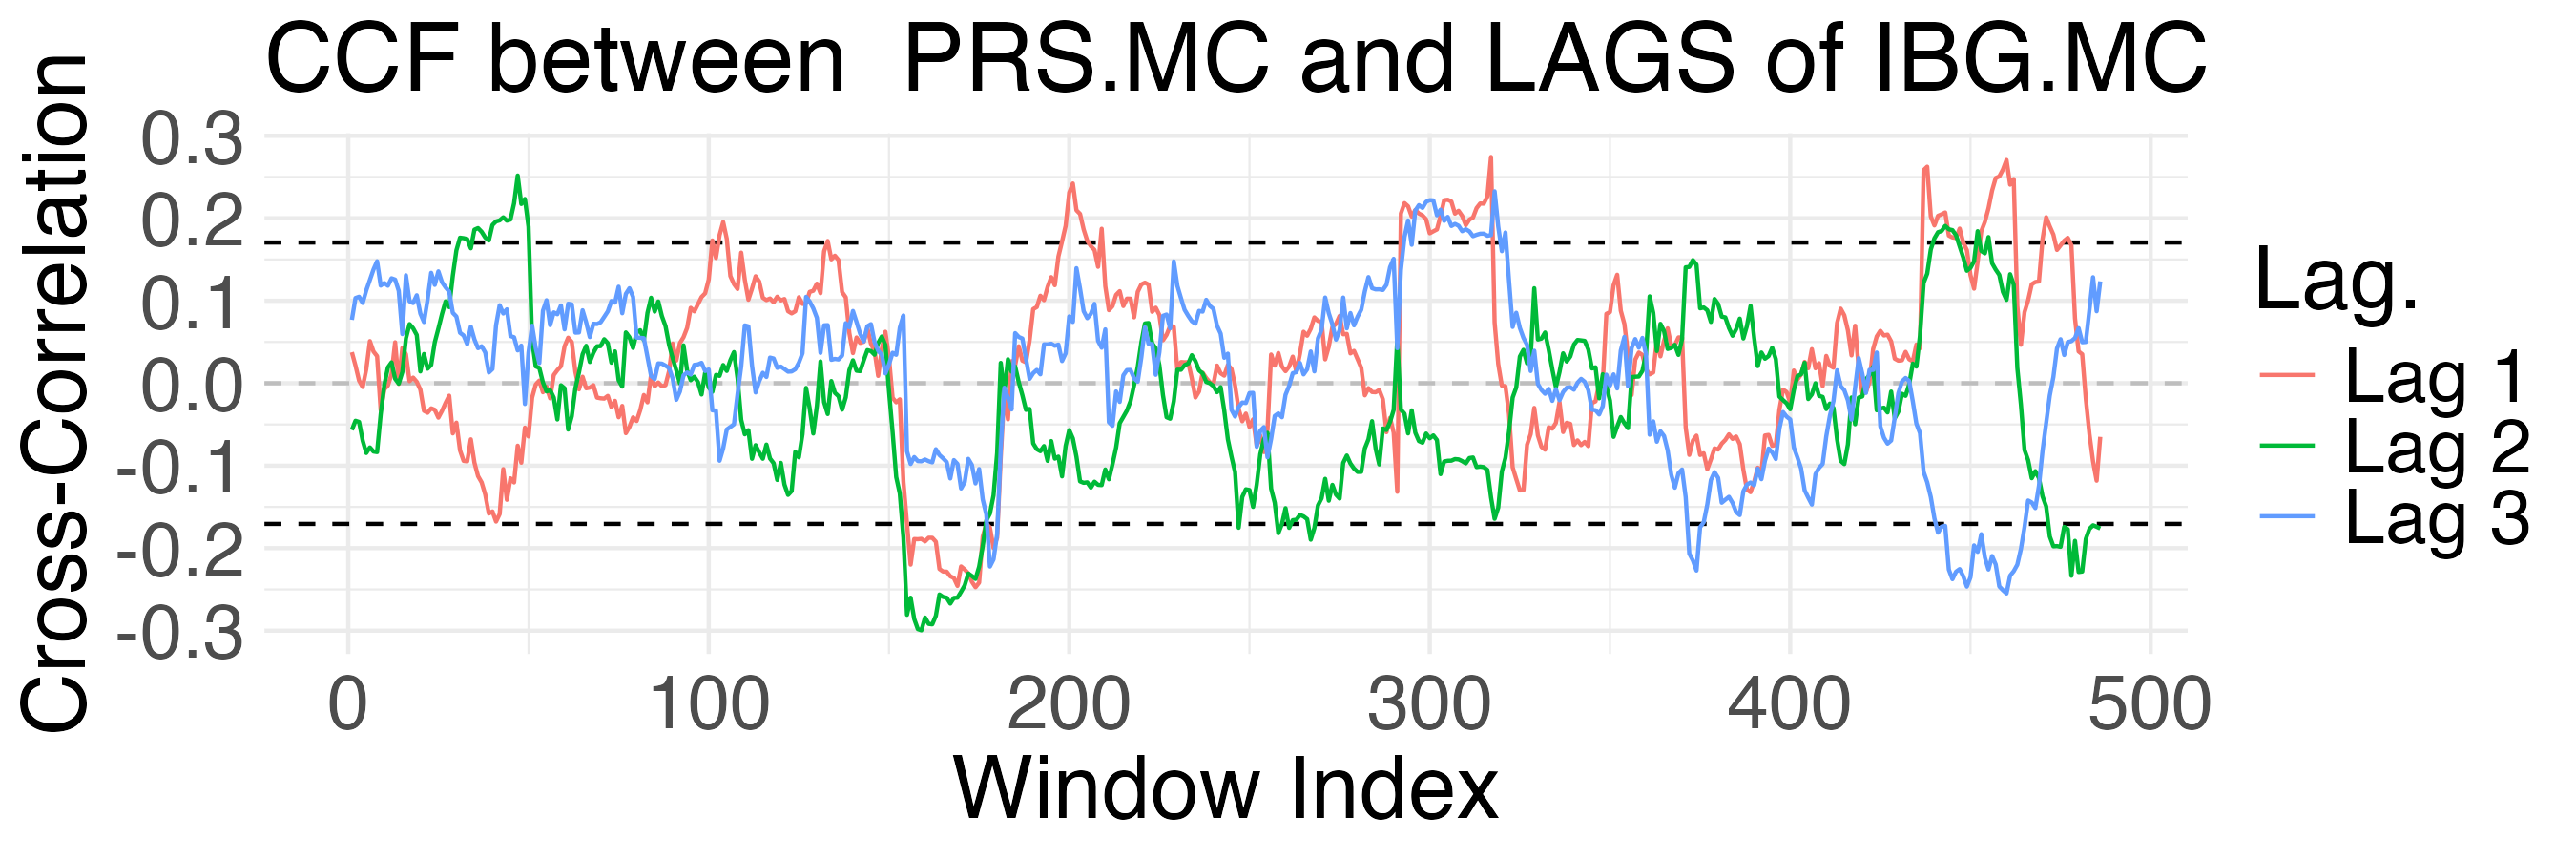 CCF between  PRS.MC and LAGS of IBG.MC
Cross-Correlation
0.3
0.2
0.1
0.0
-0.1
-0.2
-0.3
0 100 200 300 400 500
Window Index
Lag.
Lag 1
Lag 2
Lag 3